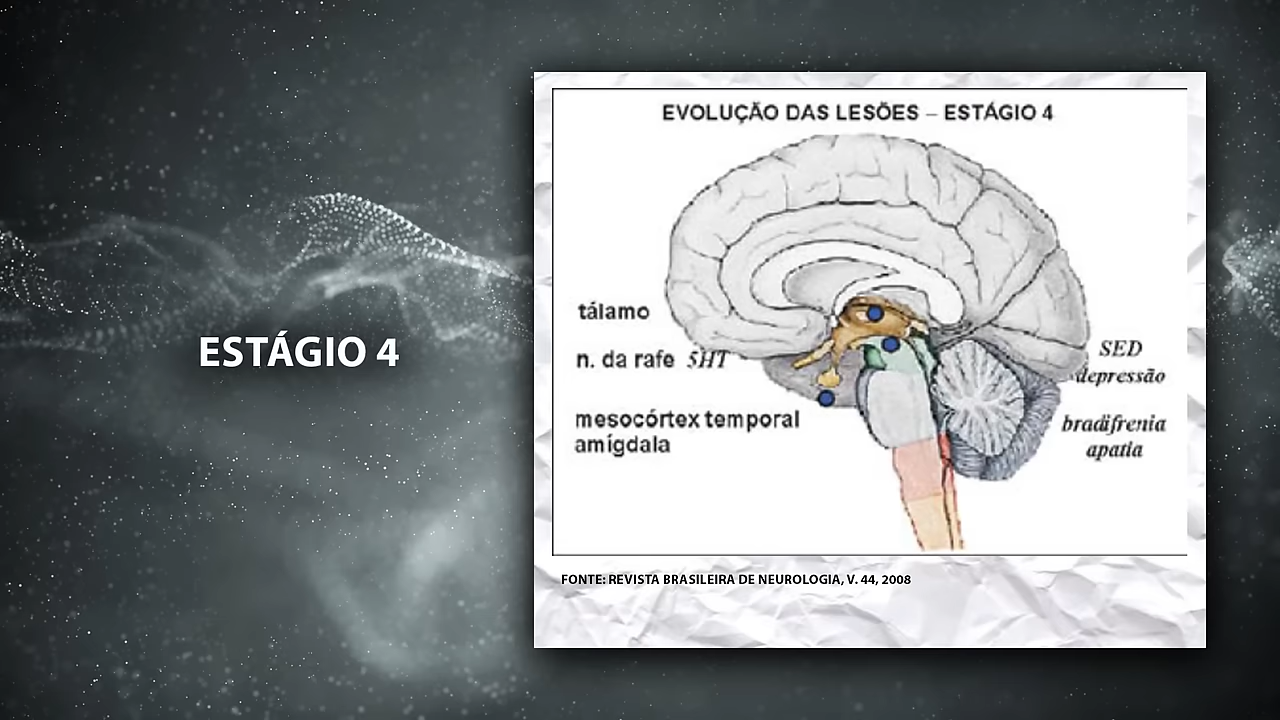 ESTÁGIO 4
EVOLUÇÃO DAS LESÕES – ESTÁGIO 4
tálamo
n. da rafe 5HT
mesocórtex temporal
amígdala
SED
depressão
bradifrenia
apatia
FONTE: REVISTA BRASILEIRA DE NEUROLOGIA, V. 44, 2008